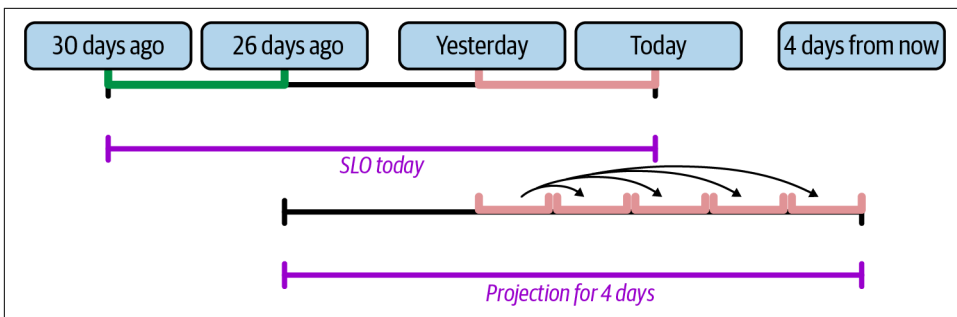 30 days ago
26 days ago
Yesterday
Today
4 days from now
SLO today
Projection for 4 days